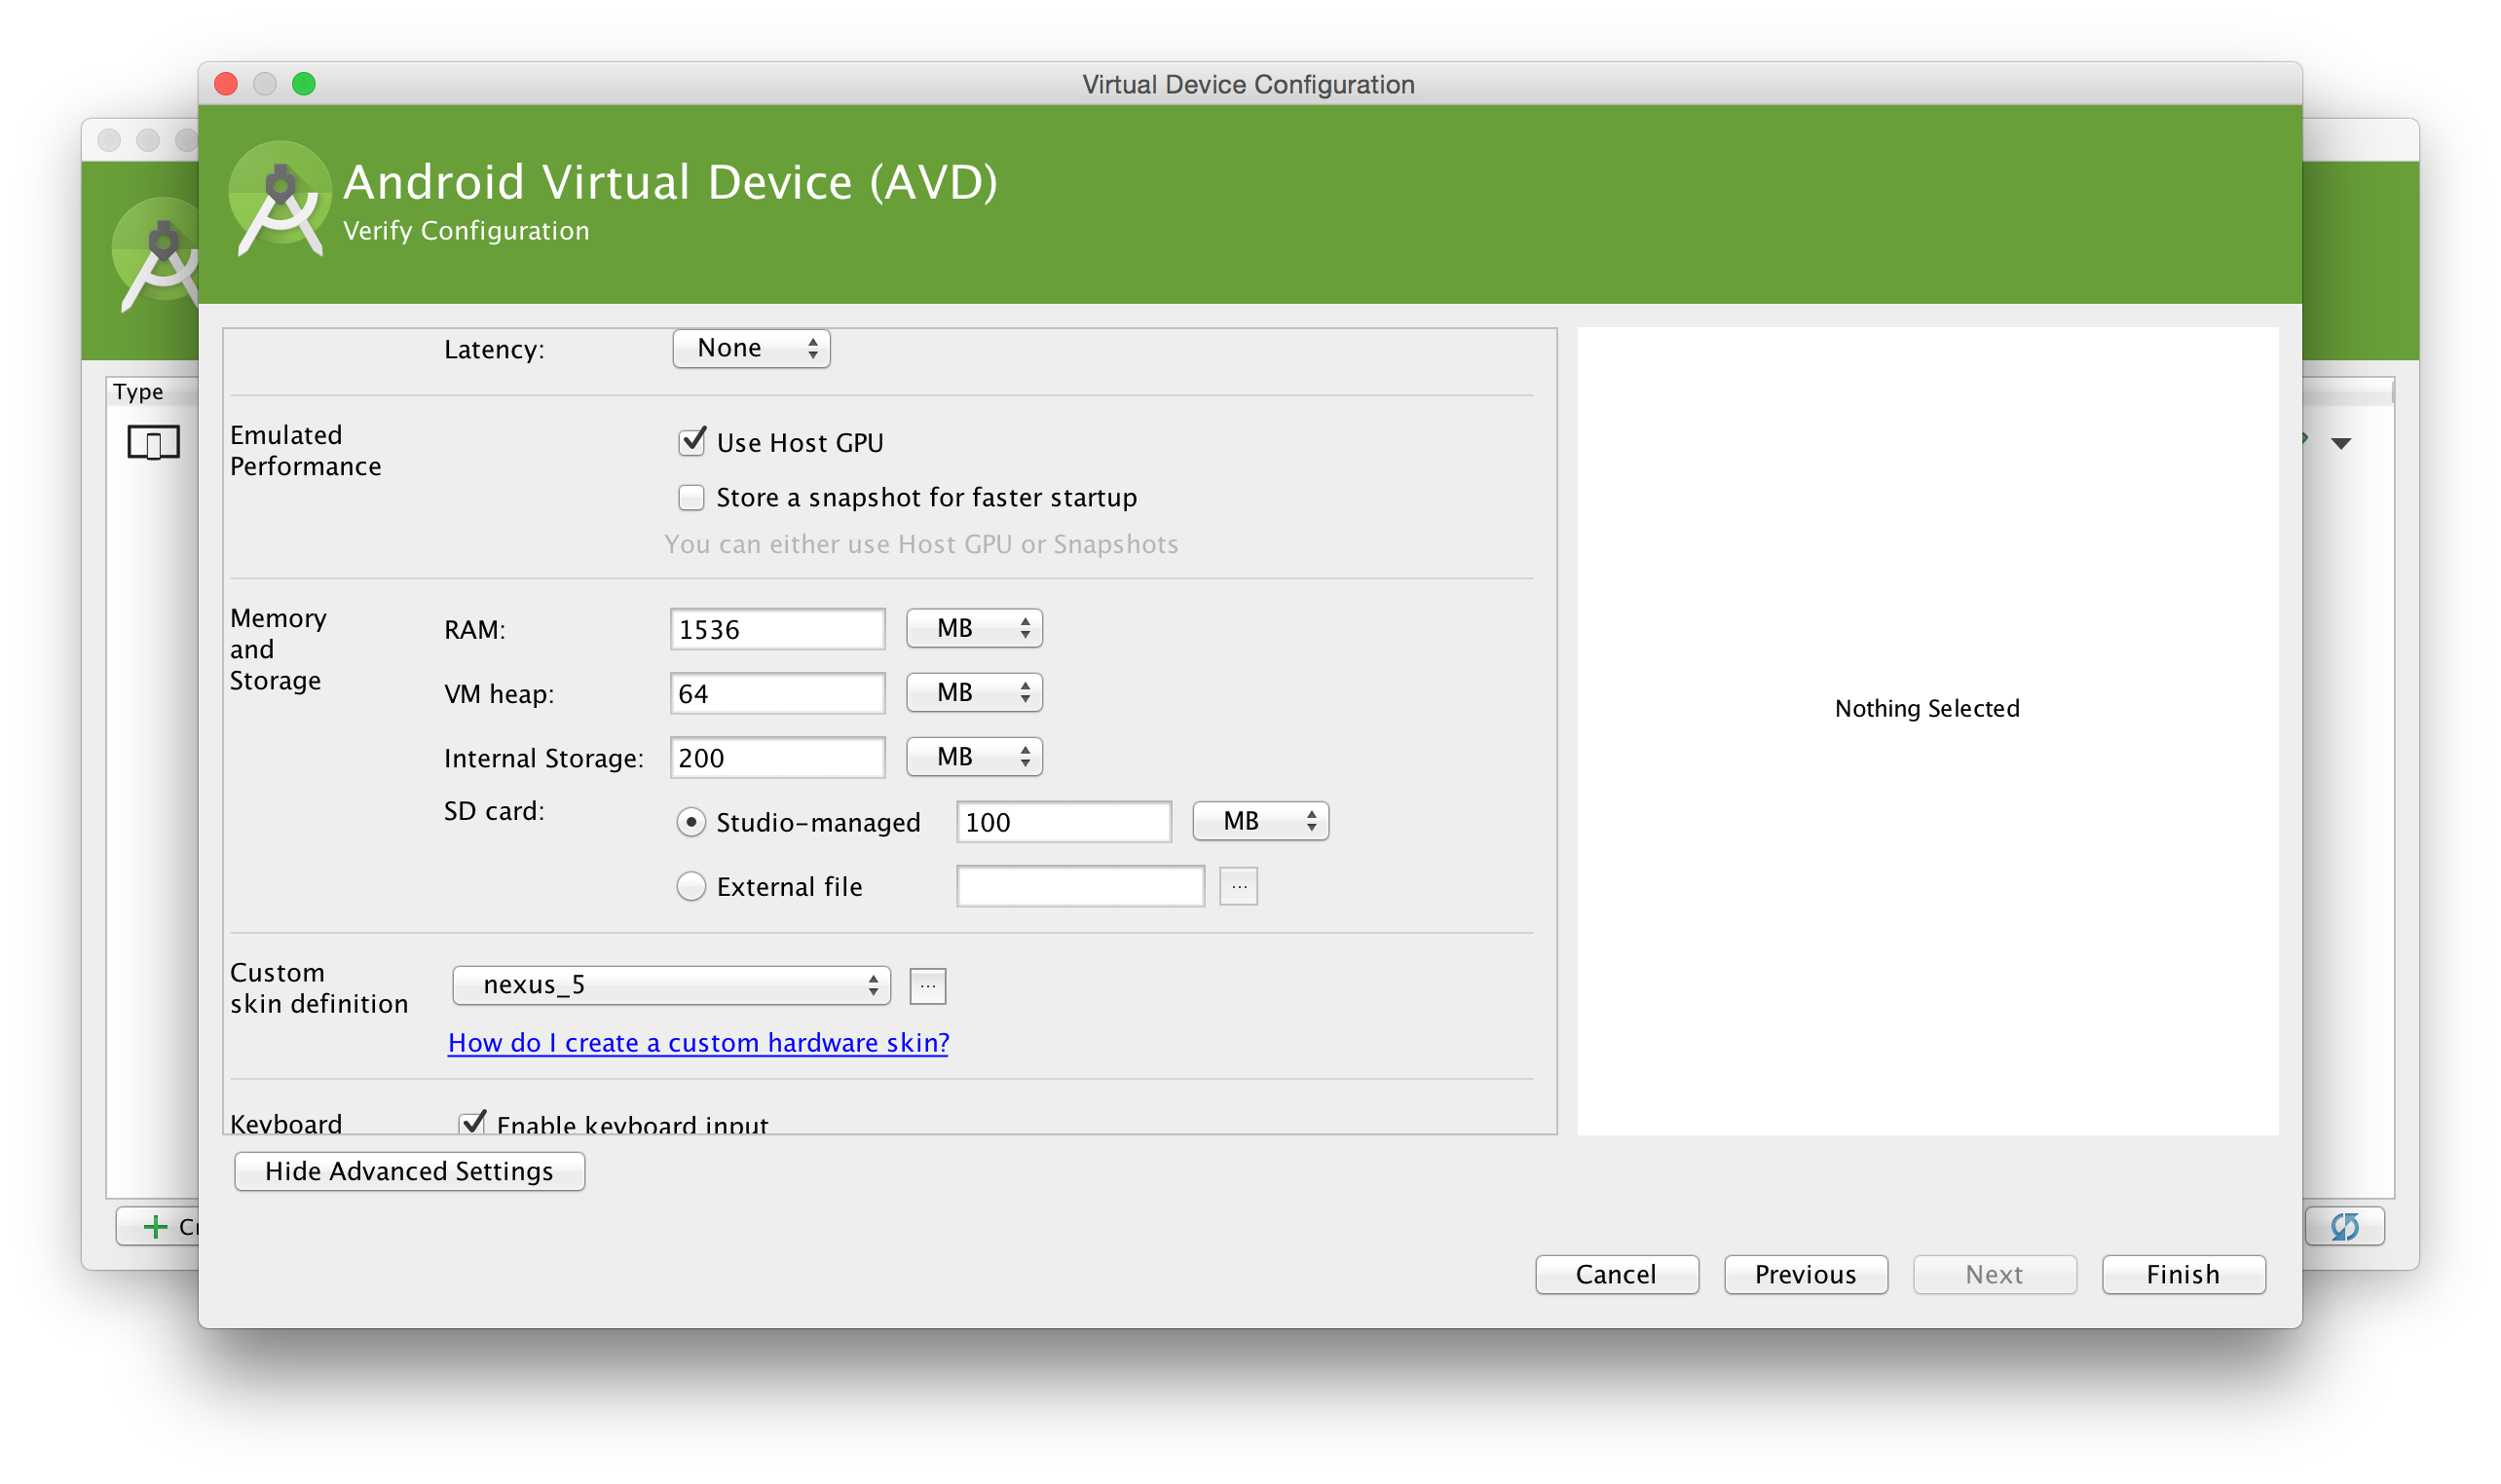 Virtual Device Configuration
Android Virtual Device (AVD)
Verify Configuration
Type
Latency: None
Emulated
Performance
Use Host GPU
Store a snapshot for faster startup
You can either use Host GPU or Snapshots
Memory
and
Storage
RAM: 1536 MB
VM heap: 64 MB
Internal Storage: 200 MB
SD card:
Studio-managed 100 MB
External file ...
Nothing Selected
Custom
skin definition
nexus_5 ...
How do I create a custom hardware skin?
Keyboard Enable keyboard input
Hide Advanced Settings
Cancel Previous Next Finish